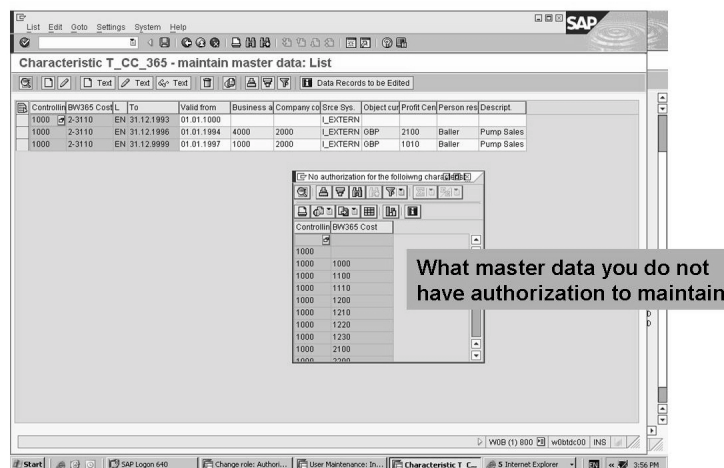 List Edit Goto Settings System Help
SAP
Characteristic T_CC_365 - maintain master data: List
Text Text Text Data Records to be Edited
Controllin BW365 Cost L To Valid from Business a Company co Srce Sys. Object cur Profit Cen Person res Descript.
1000 2-3110 EN 31.12.1993 01.01.1000 I_EXTERN
1000 2-3110 EN 31.12.1996 01.01.1994 4000 2000 I_EXTERN GBP 2100 Baller Pump Sales
1000 2-3110 EN 31.12.9999 01.01.1997 1000 2000 I_EXTERN GBP 1010 Baller Pump Sales
No authorization for the folloiwng
Controllin BW365 Cost
1000
1000 1000
1000 1100
1000 1110
1000 1200
1000 1210
1000 1220
1000 1230
1000 2100
1000 2200
What master data you do not
have authorization to maintain
W0B (1) 800 w0btdc00 INS
Start SAP Logon 640 Change role: Authori... User Maintenance: In... Characteristic T_C... 5 Internet Explorer EN 3:56 PM